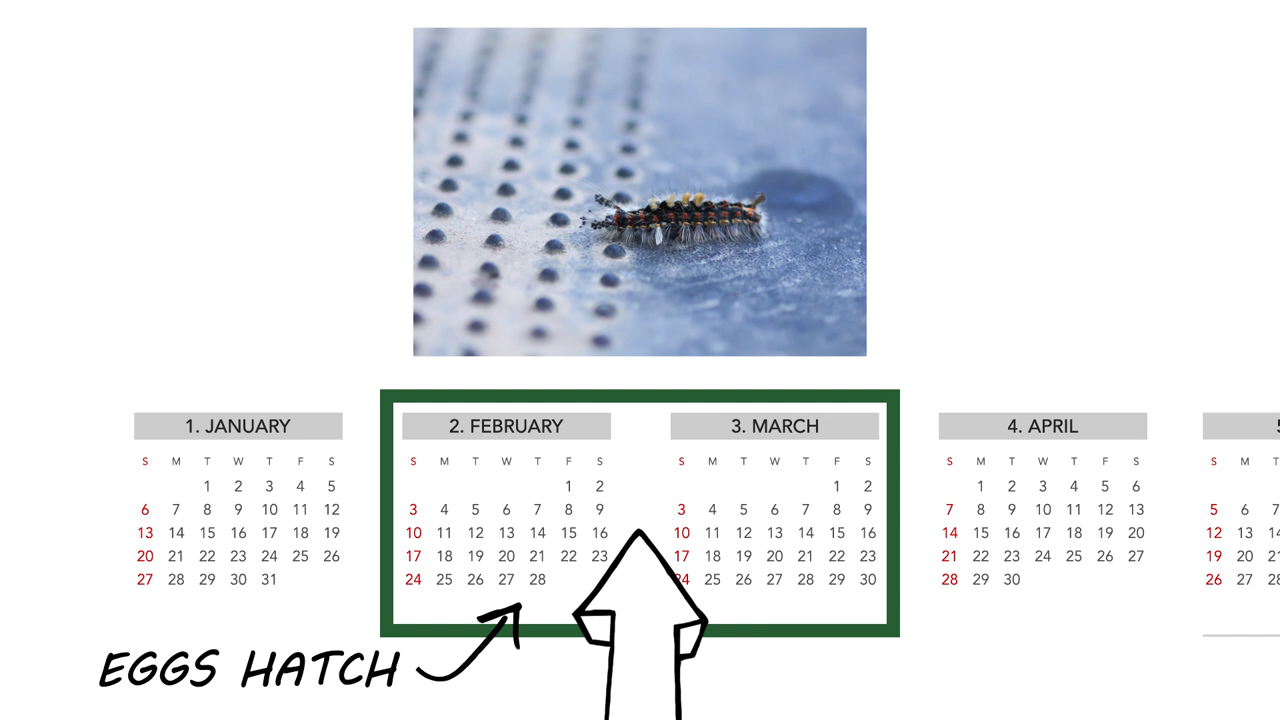 1. JANUARY
S M T W T F S
1 2 3 4 5
6 7 8 9 10 11 12
13 14 15 16 17 18 19
20 21 22 23 24 25 26
27 28 29 30 31
2. FEBRUARY
S M T W T F S
1 2
3 4 5 6 7 8 9
10 11 12 13 14 15 16
17 18 19 20 21 22 23
24 25 26 27 28
3. MARCH
S M T W T F S
1 2
3 4 5 6 7 8 9
10 11 12 13 14 15 16
17 18 19 20 21 22 23
24 25 26 27 28 29 30
4. APRIL
S M T W T F S
1 2 3 4 5 6
7 8 9 10 11 12 13
14 15 16 17 18 19 20
21 22 23 24 25 26 27
28 29 30
S M
5 6
12 13
19 20
26 27
EGGS HATCH